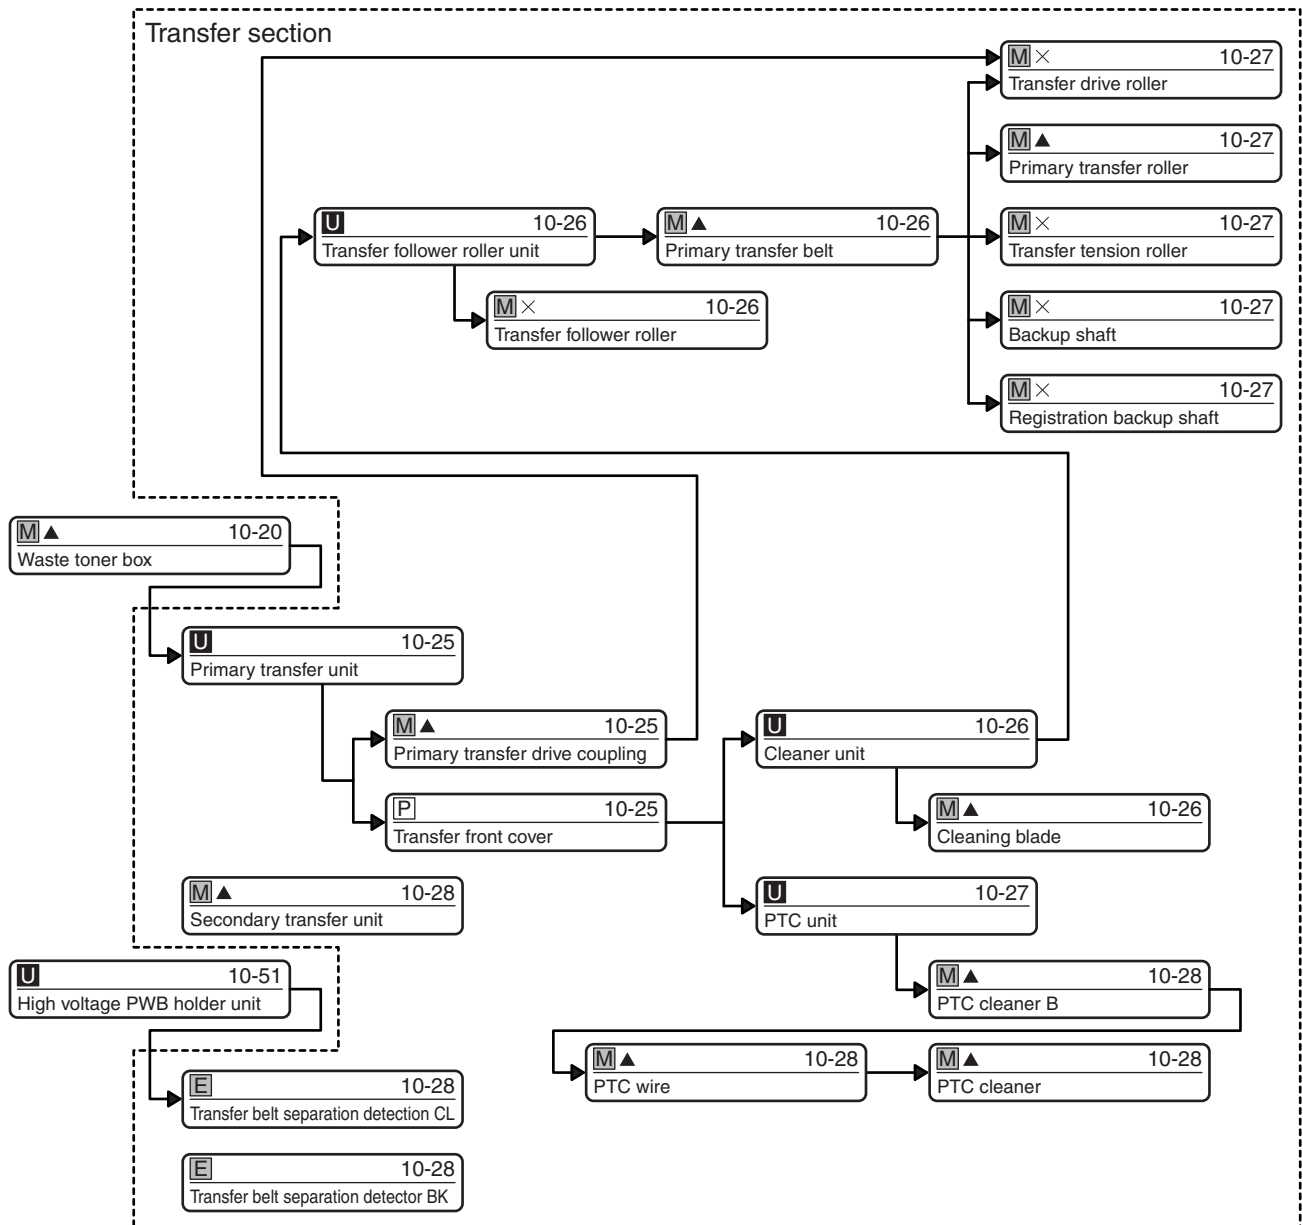 Transfer section
M × 10-27
Transfer drive roller
M ▲ 10-27
Primary transfer roller
U 10-26
Transfer follower roller unit
M ▲ 10-26
Primary transfer belt
M × 10-27
Transfer tension roller
M × 10-26
Transfer follower roller
M × 10-27
Backup shaft
M × 10-27
Registration backup shaft
M ▲ 10-20
Waste toner box
U 10-25
Primary transfer unit
M ▲ 10-25
Primary transfer drive coupling
U 10-26
Cleaner unit
P 10-25
Transfer front cover
M ▲ 10-26
Cleaning blade
M ▲ 10-28
Secondary transfer unit
U 10-27
PTC unit
U 10-51
High voltage PWB holder unit
M ▲ 10-28
PTC cleaner B
M ▲ 10-28
PTC wire
M ▲ 10-28
PTC cleaner
E 10-28
Transfer belt separation detection CL
E 10-28
Transfer belt separation detector BK